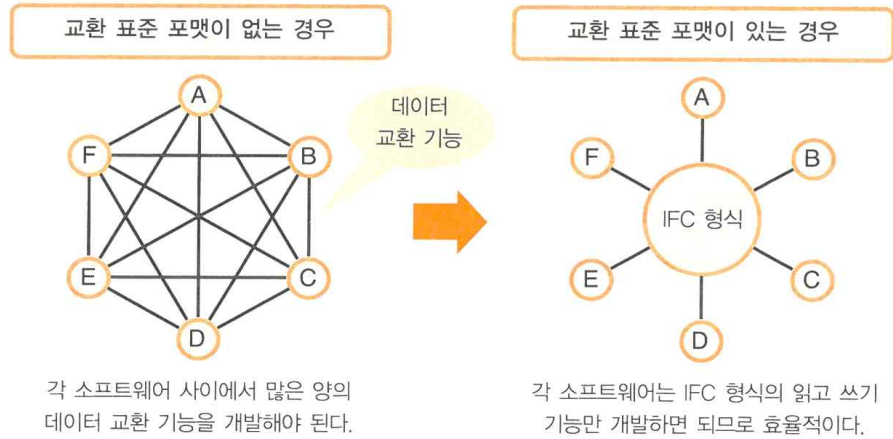 교환 표준 포맷이 없는 경우
A
F
B
E
C
D
데이터
교환 기능
각 소프트웨어 사이에서 많은 양의
데이터 교환 기능을 개발해야 된다.
교환 표준 포맷이 있는 경우
A
F
B
IFC 형식
E
C
D
각 소프트웨어는 IFC 형식의 읽고 쓰기
기능만 개발하면 되므로 효율적이다.